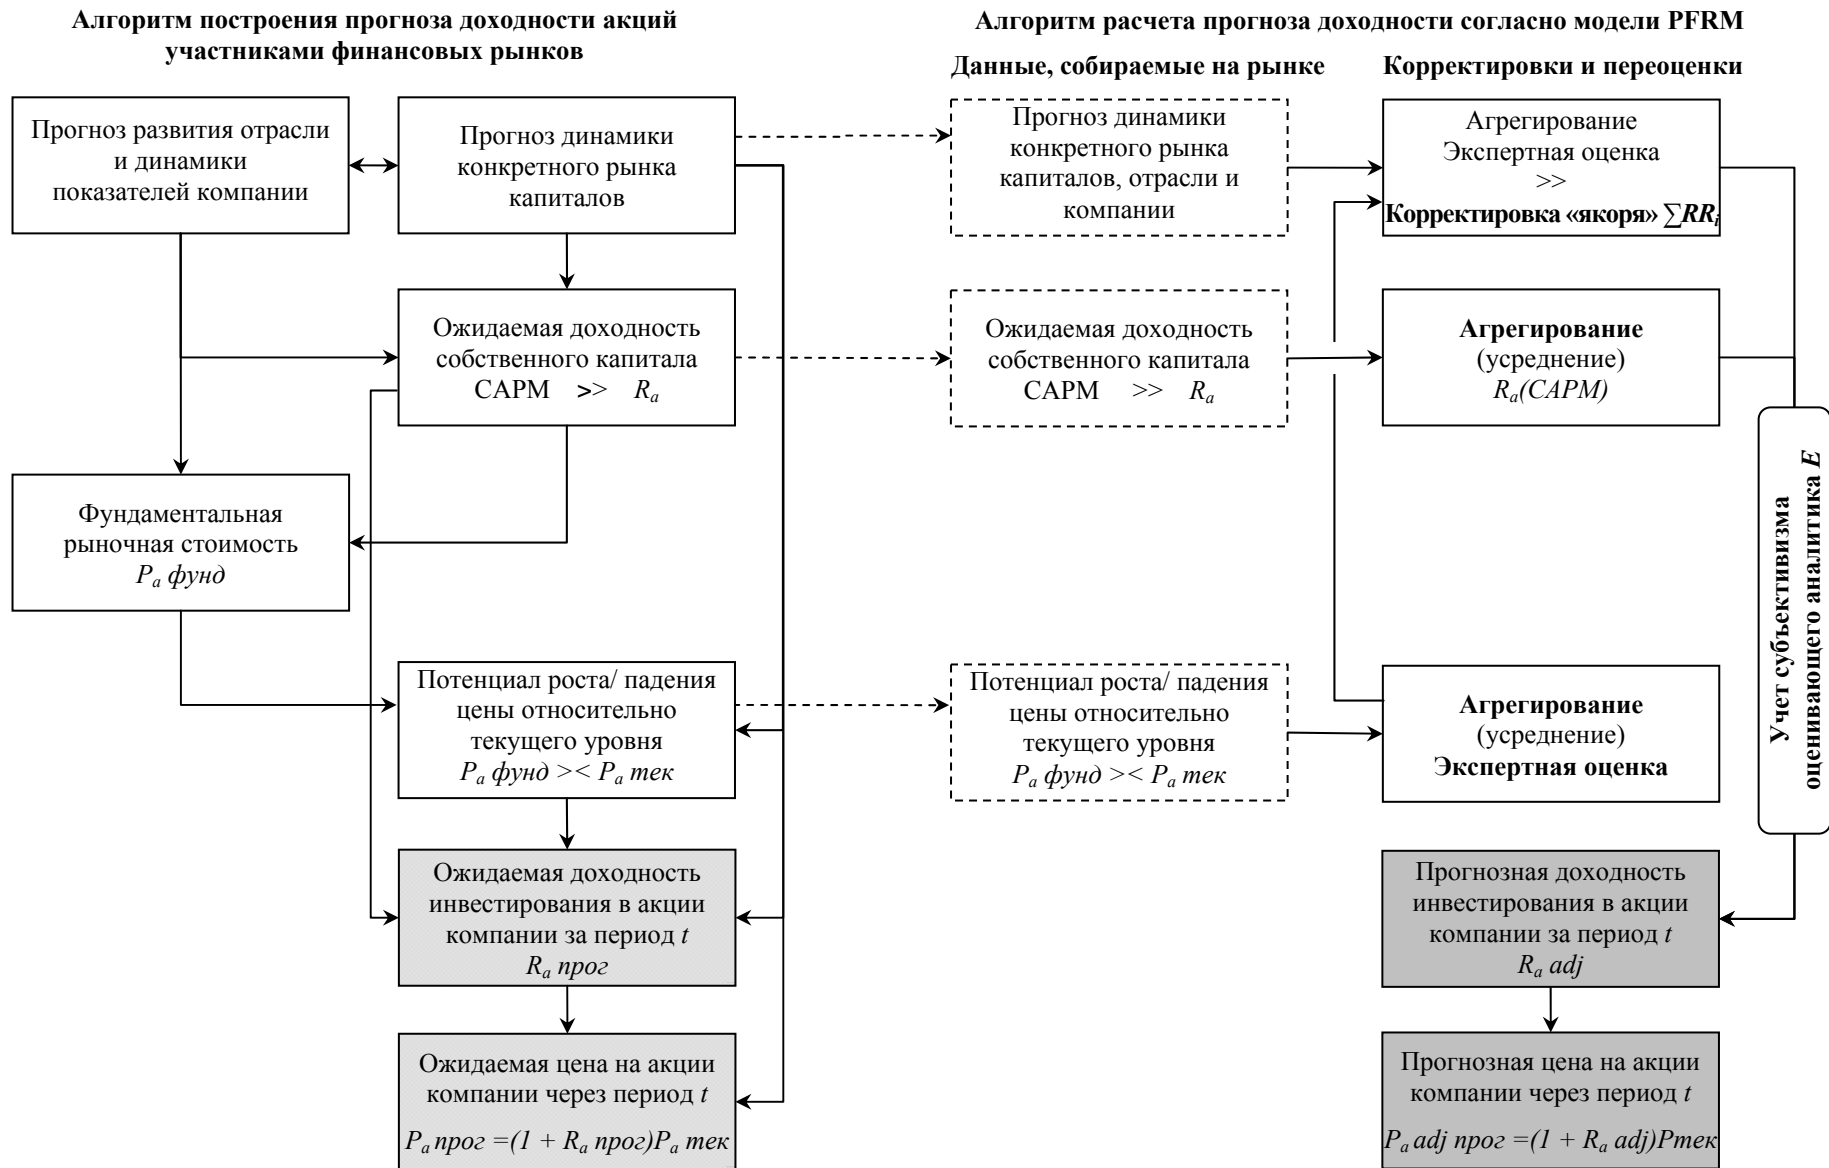 Алгоритм построения прогноза доходности акций
участниками финансовых рынков
Алгоритм расчета прогноза доходности согласно модели PFRM
Данные, собираемые на рынке
Корректировки и переоценки
Прогноз развития отрасли
и динамики
показателей компании
Прогноз динамики
конкретного рынка
капиталов
Прогноз динамики
конкретного рынка
капиталов, отрасли и
компании
Агрегирование
Экспертная оценка
>>
Корректировка «якоря» ∑RRi
Ожидаемая доходность
собственного капитала
CAPM >> Ra
Ожидаемая доходность
собственного капитала
CAPM >> Ra
Агрегирование
(усреднение)
Ra(CAPM)
Учет субъективизма
оценивающего аналитика E
Фундаментальная
рыночная стоимость
Pa фунд
Потенциал роста/ падения
цены относительно
текущего уровня
Pa фунд >< Pa тек
Потенциал роста/ падения
цены относительно
текущего уровня
Pa фунд >< Pa тек
Агрегирование
(усреднение)
Экспертная оценка
Ожидаемая доходность
инвестирования в акции
компании за период t
Ra прог
Прогнозная доходность
инвестирования в акции
компании за период t
Ra adj
Ожидаемая цена на акции
компании через период t
Pa прог =(1 + Ra прог)Pa тек
Прогнозная цена на акции
компании через период t
Pa adj прог =(1 + Ra adj)Pтек